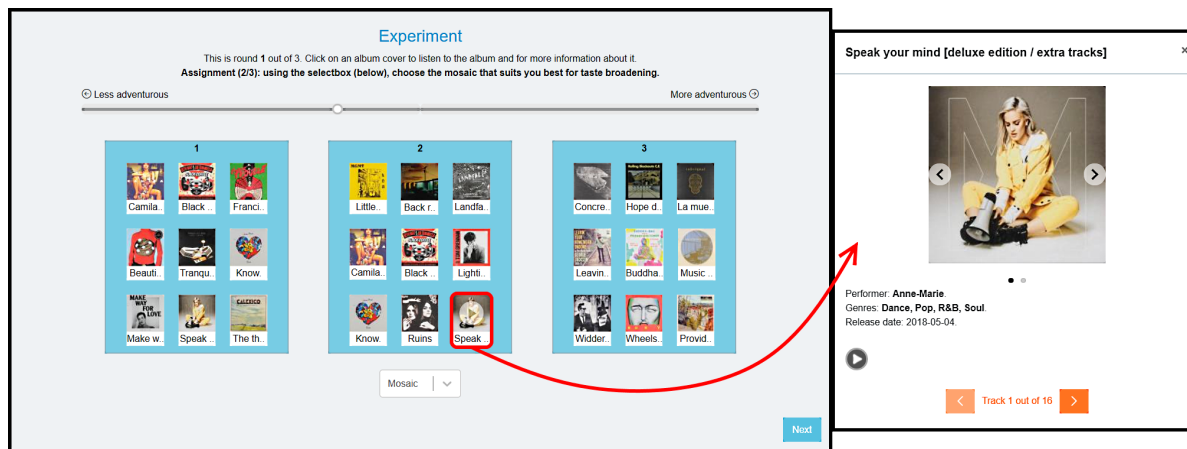 Experiment
This is round 1 out of 3. Click on an album cover to listen to the album and for more information about it.
Assignment (2/3): using the selectbox (below), choose the mosaic that suits you best for taste broadening.
Less adventurous
More adventurous
1
Camila..
Black ..
Franci..
Beauti..
Tranqu..
Know.
MAKE WAY FOR LOVE
CALEXICO
Make w..
Speak ..
The th..
2
Little..
Back r..
Landfa..
Camila..
Black ..
Lighti..
Know.
Ruins
Speak ..
3
Concre..
Hope d..
La mue..
Leavin..
Buddha..
Music ..
Widder..
Wheels..
Provid..
Mosaic
Next
Speak your mind [deluxe edition / extra tracks]
Performer: Anne-Marie.
Genres: Dance, Pop, R&B, Soul.
Release date: 2018-05-04.
Track 1 out of 16